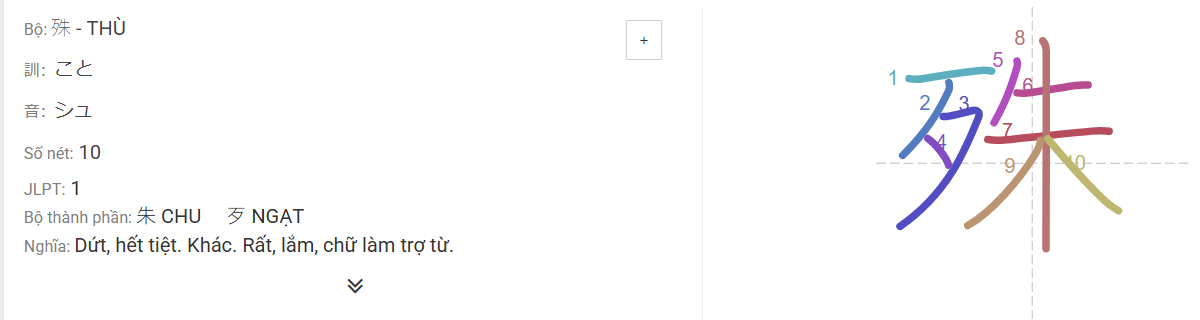 Bộ: 殊 - THÙ
+
訓: こと
音: シュ
Số nét: 10
JLPT: 1
Bộ thành phần: 朱 CHU 歹 NGẠT
Nghĩa: Dứt, hết tiệt. Khác. Rất, lắm, chữ làm trợ từ.
殊
1
2
3
4
5
6
7
8
9
10